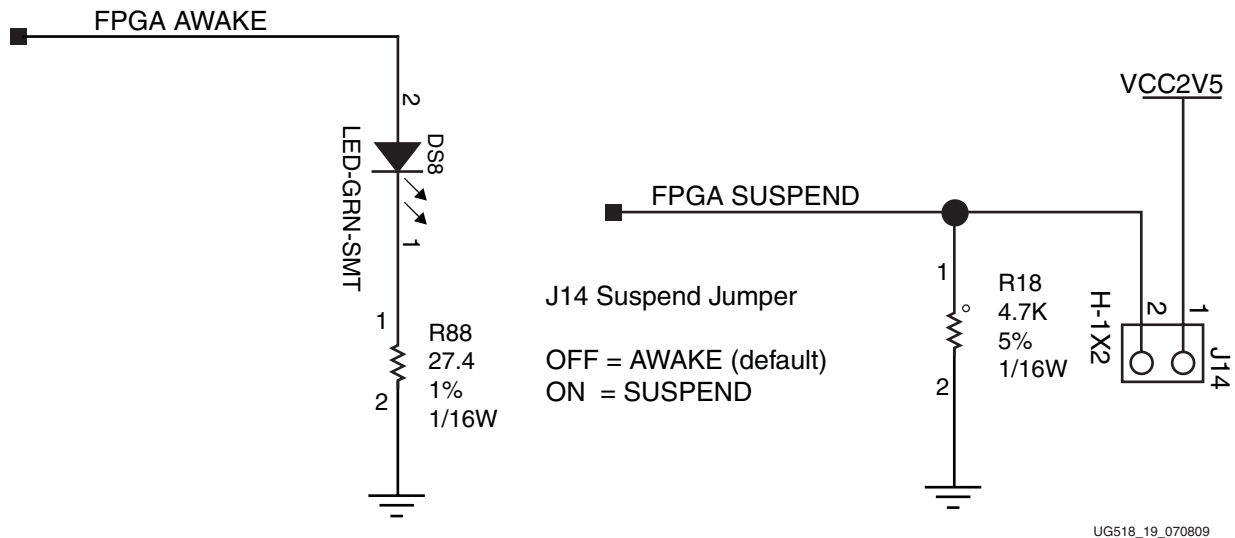 FPGA AWAKE
2
DS8
LED-GRN-SMT
1
1
R88
27.4
1%
1/16W
2
VCC2V5
FPGA SUSPEND
1
R18
4.7K
5%
1/16W
2
H-1X2
2
1
J14
J14 Suspend Jumper
OFF = AWAKE (default)
ON = SUSPEND
UG518_19_070809